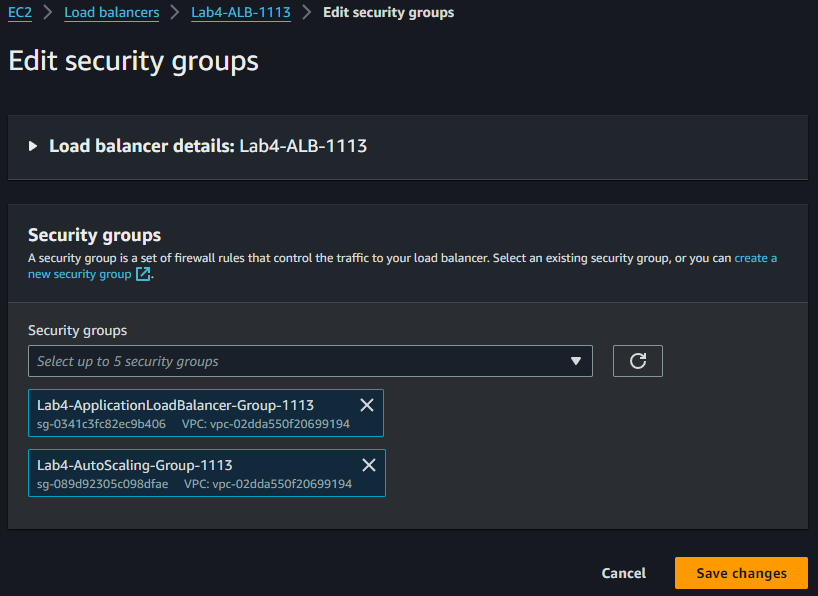 EC2 > Load balancers > Lab4-ALB-1113 > Edit security groups
Edit security groups
Load balancer details: Lab4-ALB-1113
Security groups
A security group is a set of firewall rules that control the traffic to your load balancer. Select an existing security group, or you can create a
new security group.
Security groups
Select up to 5 security groups
Lab4-ApplicationLoadBalancer-Group-1113
sg-0341c3fc82ec9b406 VPC: vpc-02dda550f20699194
Lab4-AutoScaling-Group-1113
sg-089d92305c098dfae VPC: vpc-02dda550f20699194
Cancel Save changes